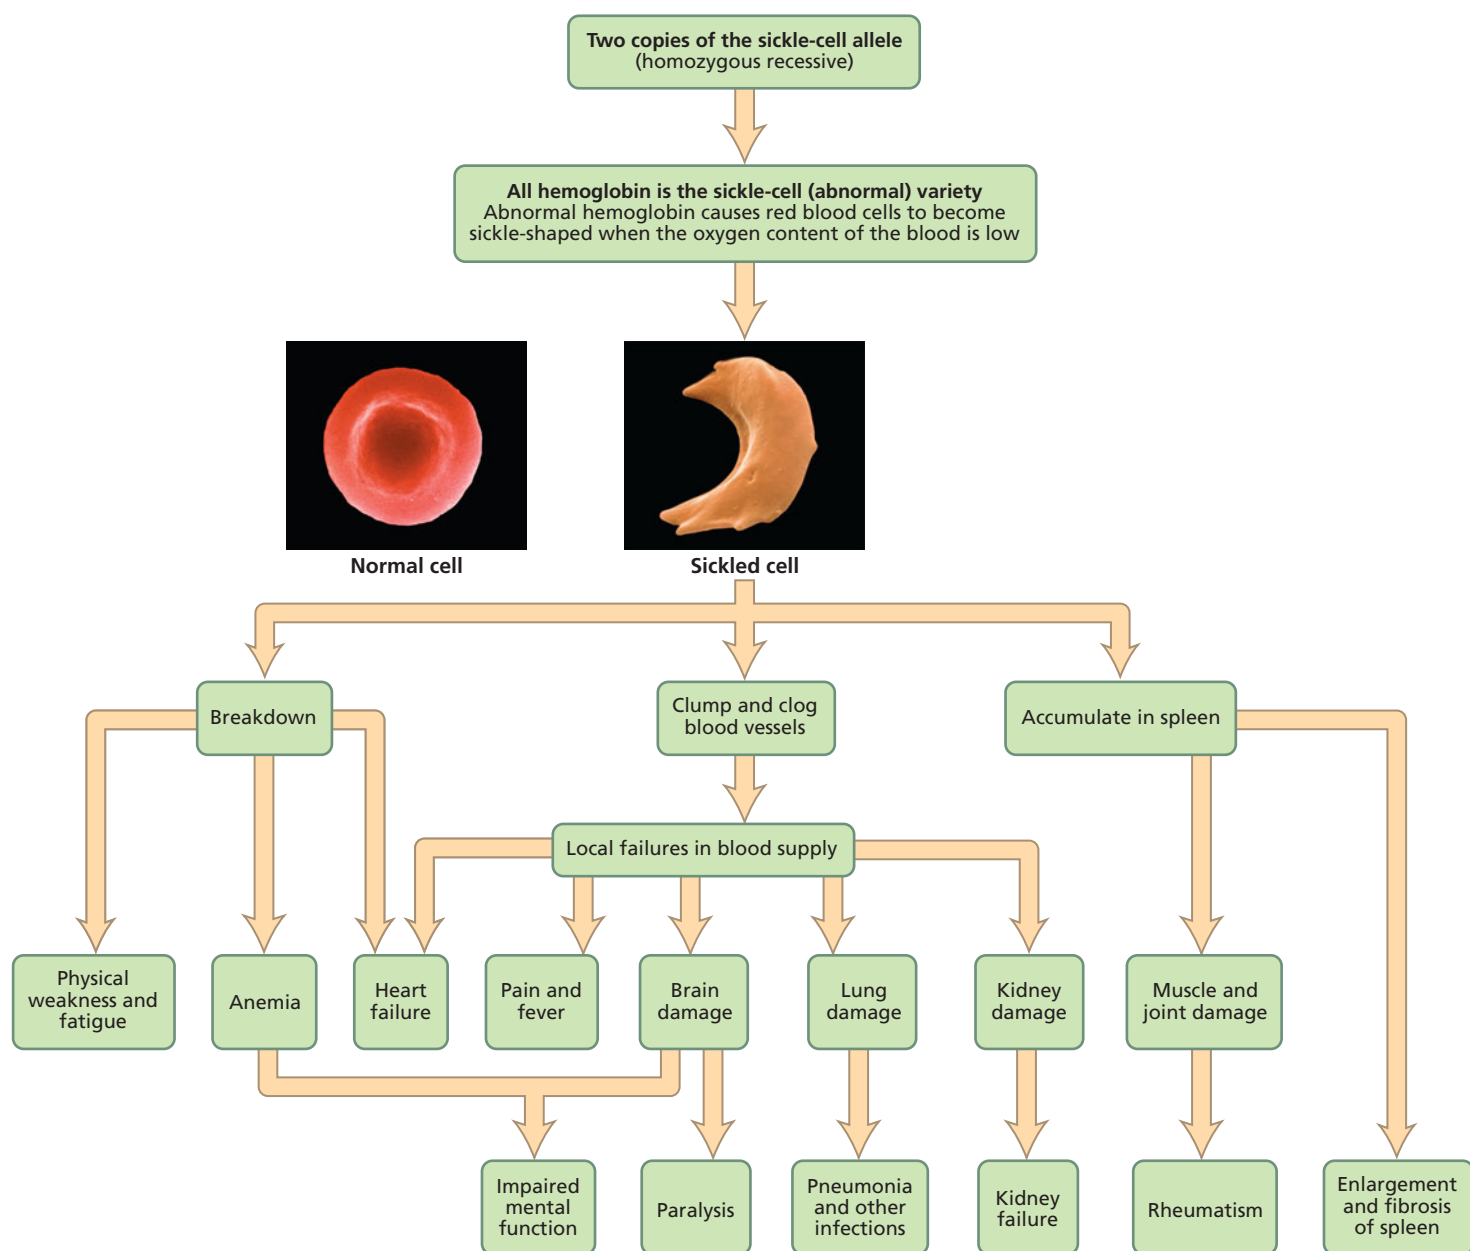 Two copies of the sickle-cell allele
(homozygous recessive)
All hemoglobin is the sickle-cell (abnormal) variety
Abnormal hemoglobin causes red blood cells to become
sickle-shaped when the oxygen content of the blood is low
Normal cell
Sickled cell
Breakdown
Clump and clog
blood vessels
Accumulate in spleen
Local failures in blood supply
Physical
weakness and
fatigue
Anemia
Heart
failure
Pain and
fever
Brain
damage
Lung
damage
Kidney
damage
Muscle and
joint damage
Impaired
mental
function
Paralysis
Pneumonia
and other
infections
Kidney
failure
Rheumatism
Enlargement
and fibrosis
of spleen